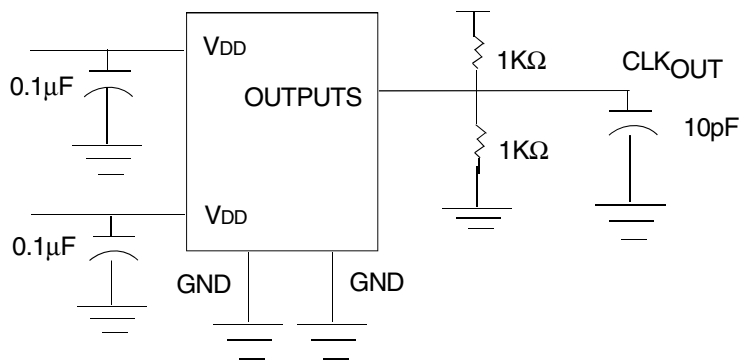 VDD
0.1μF
OUTPUTS
1KΩ
CLKOUT
10pF
1KΩ
VDD
0.1μF
GND
GND